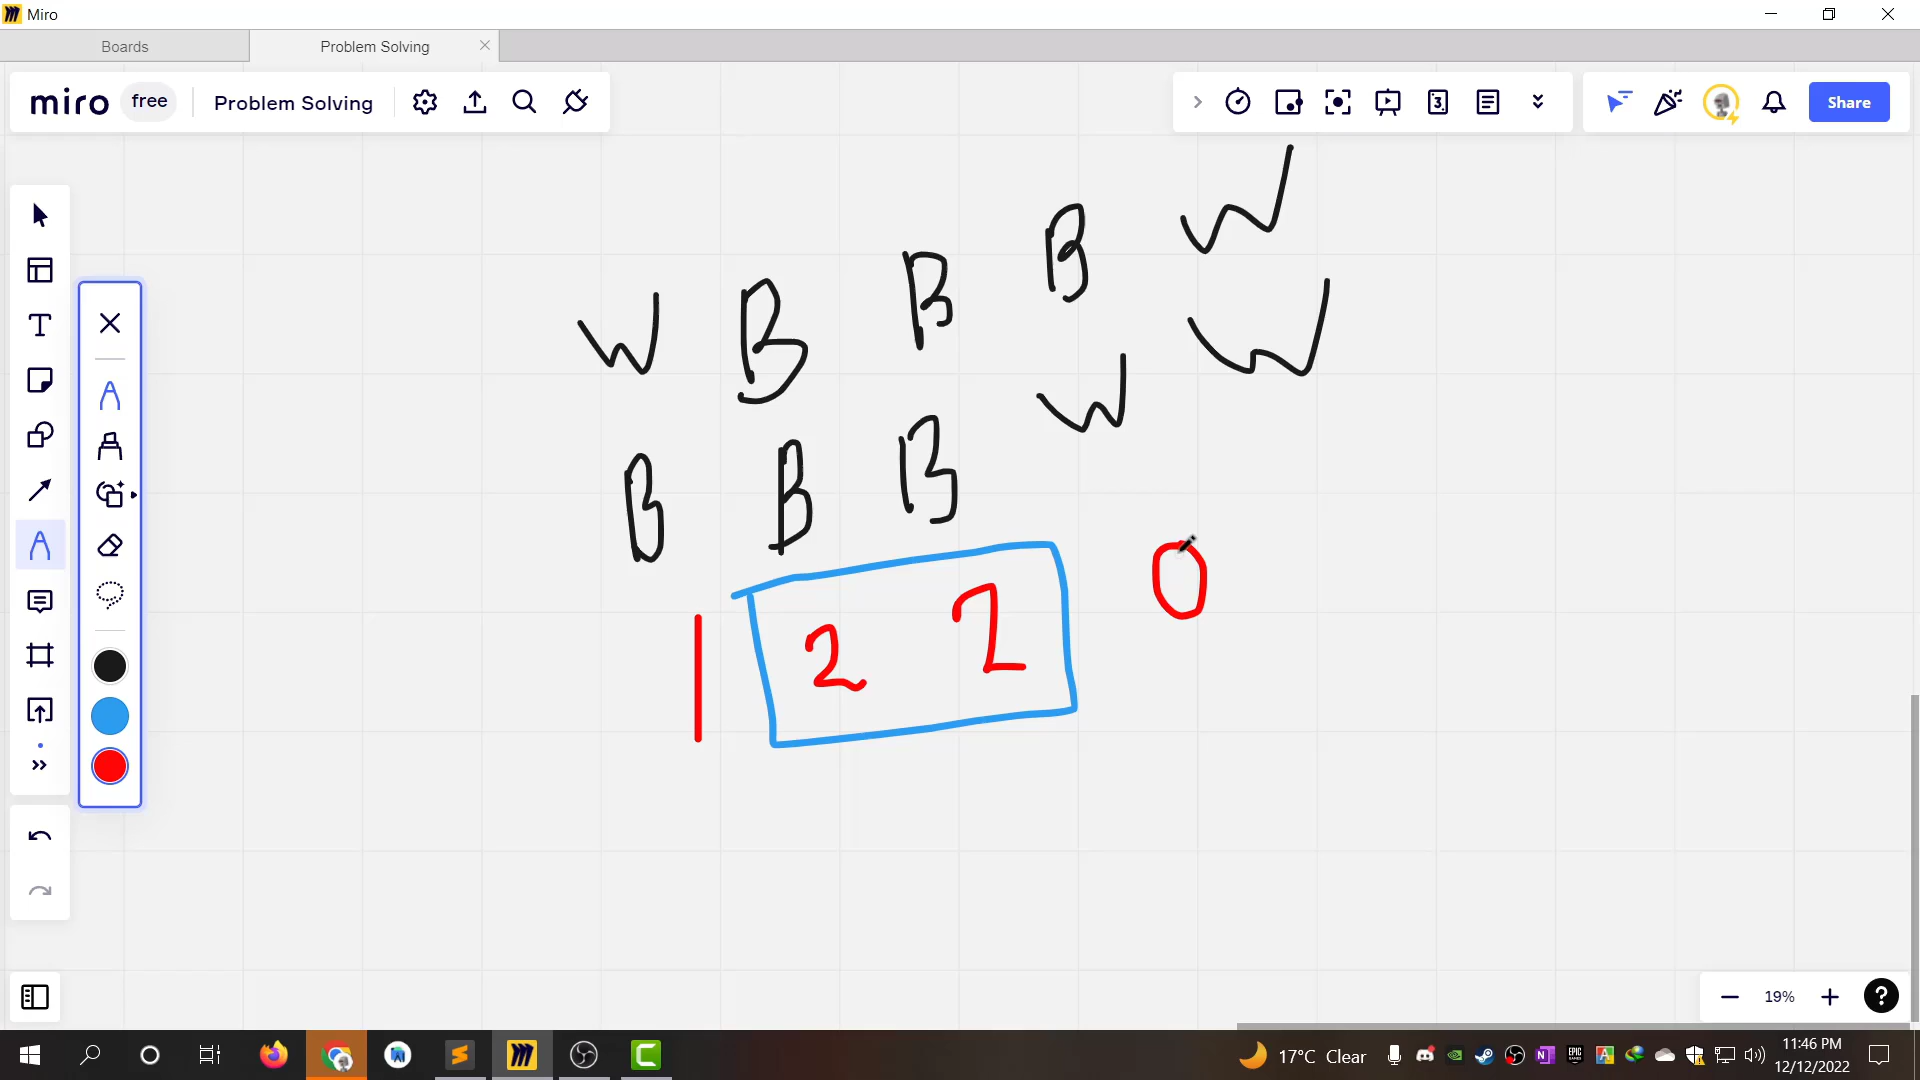 Miro
Boards Problem Solving
miro free Problem Solving
3
Share
W B B B W
B B B W W
1 2 2 0
19%
?
17°C Clear
11:46 PM
12/12/2022